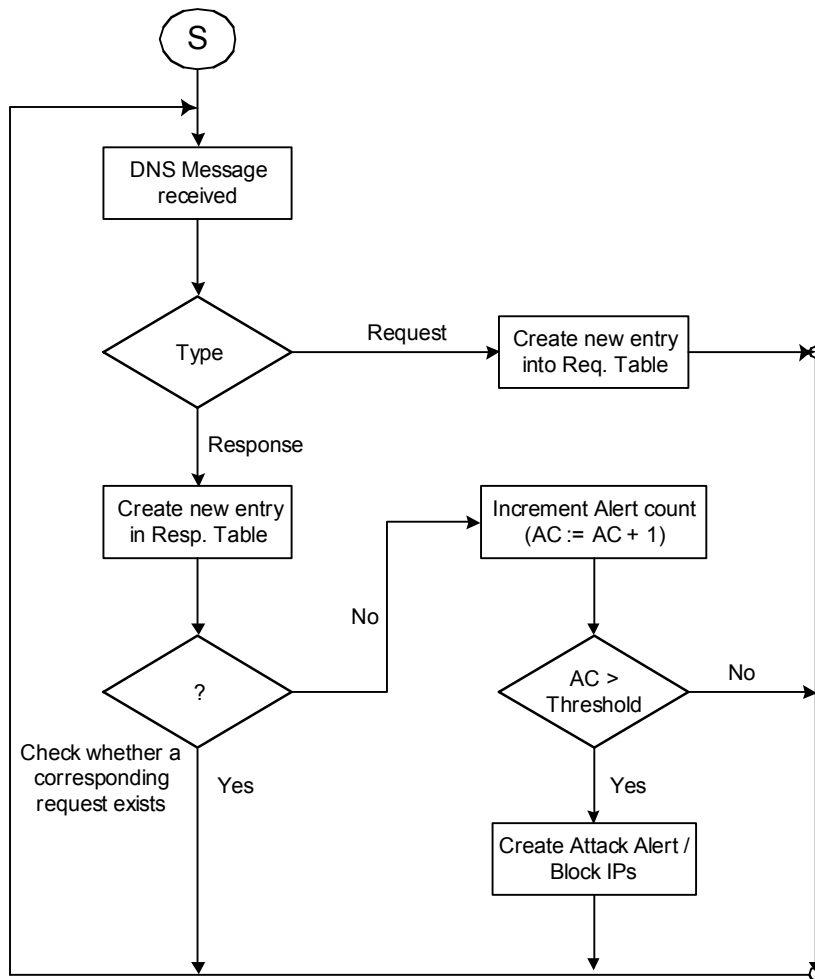 S
DNS Message
received
Type
Request
Create new entry
into Req. Table
Response
Create new entry
in Resp. Table
Increment Alert count
(AC := AC + 1)
No
?
AC >
Threshold
No
Check whether a
corresponding
request exists
Yes
Yes
Create Attack Alert /
Block IPs